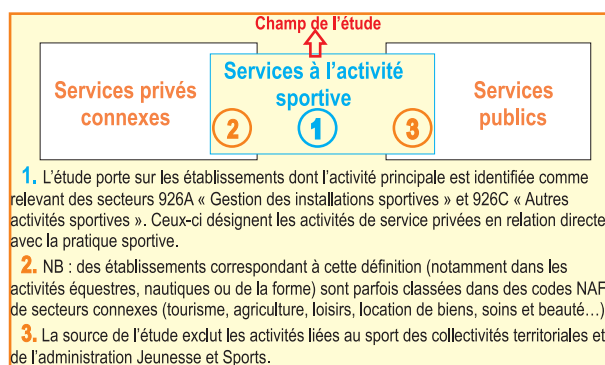 Champ de l'étude
Services privés
connexes
Services à l'activité
sportive
Services
publics
2
1
3
1. L'étude porte sur les établissements dont l'activité principale est identifiée comme
relevant des secteurs 926A « Gestion des installations sportives » et 926C « Autres
activités sportives ». Ceux-ci désignent les activités de service privées en relation directe
avec la pratique sportive.
2. NB : des établissements correspondant à cette définition (notamment dans les
activités équestres, nautiques ou de la forme) sont parfois classées dans des codes NAF
de secteurs connexes (tourisme, agriculture, loisirs, location de biens, soins et beauté…)
3. La source de l'étude exclut les activités liées au sport des collectivités territoriales et
de l'administration Jeunesse et Sports.